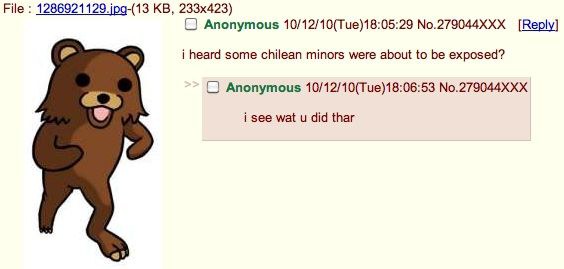 File : 1286921129.jpg-(13 KB, 233x423)
Anonymous 10/12/10(Tue)18:05:29 No.279044XXX [Reply]
i heard some chilean minors were about to be exposed?
>> Anonymous 10/12/10(Tue)18:06:53 No.279044XXX
i see wat u did thar